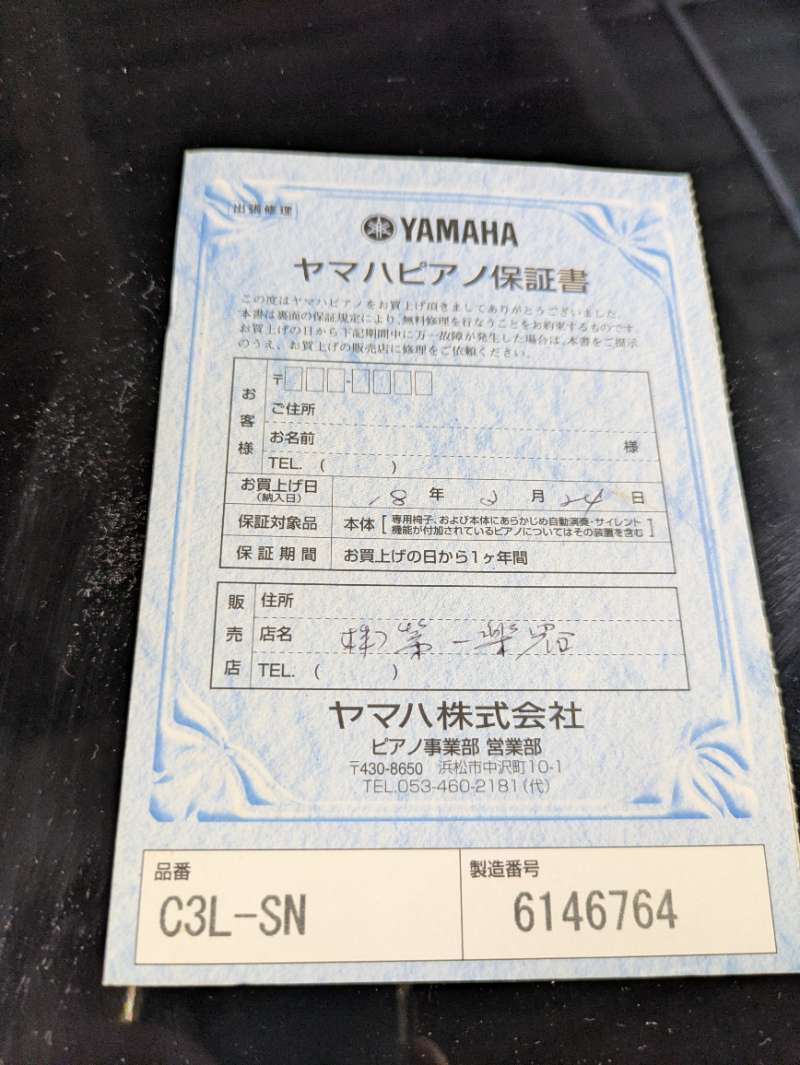 出張修理
YAMAHA
ヤマハピアノ保証書
この度はヤマハピアノをお買上げ頂きましてありがとうございました。
本書は裏面の保証規定により、無料修理を行なうことをお約束するものです。
お買上げの日から下記期間中に万一故障が発生した場合は、本書をご提示
のうえ、お買上げの販売店に修理をご依頼ください。
お客様
〒
ご住所
お名前 様
TEL. ( )
お買上げ日 18 年 2 月 24 日
(納入日)
保証対象品 本体 [専用椅子、および本体にあらかじめ自動演奏・サイレント
機能が付加されているピアノについてはその装置を含む]
保証期間 お買上げの日から1ヶ年間
販売店
住所
店名 (株)第一楽器
TEL. ( )
ヤマハ株式会社
ピアノ事業部 営業部
〒430-8650 浜松市中沢町10-1
TEL.053-460-2181(代)
品番 製造番号
C3L-SN 6146764